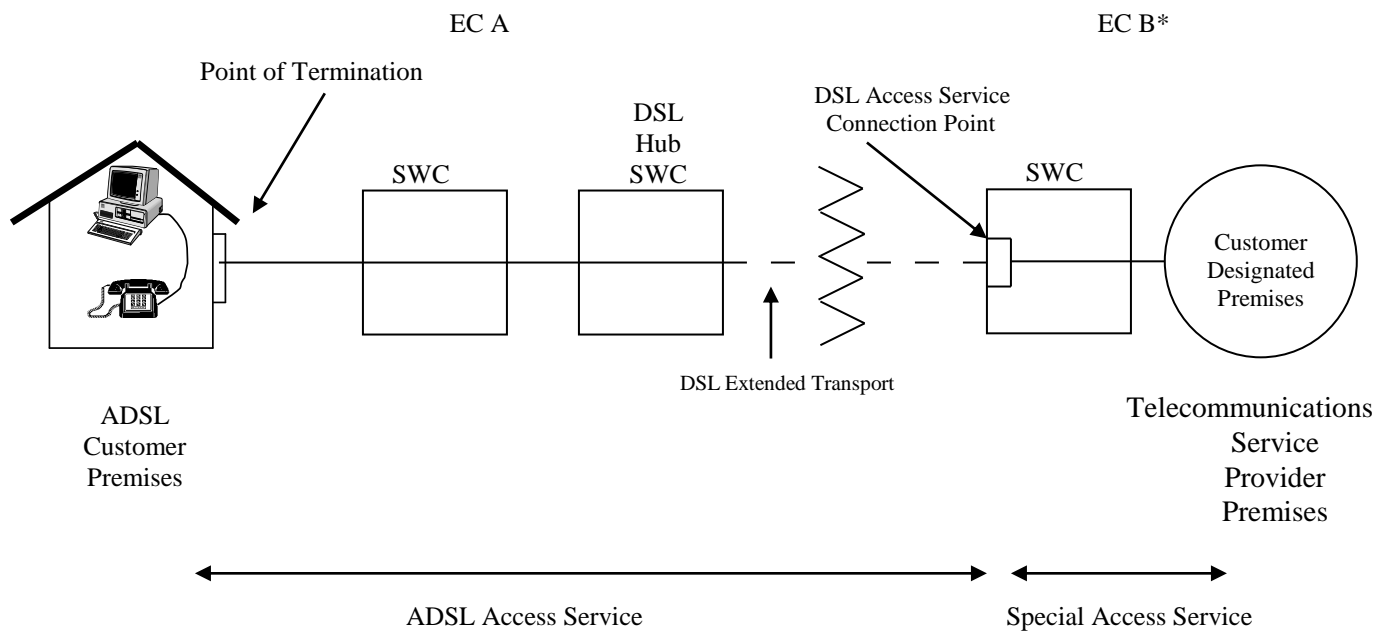 EC A
EC B*
Point of Termination
DSL Access Service
Connection Point
DSL
Hub
SWC
SWC
SWC
Customer
Designated
Premises
DSL Extended Transport
ADSL
Customer
Premises
Telecommunications
Service
Provider
Premises
ADSL Access Service
Special Access Service